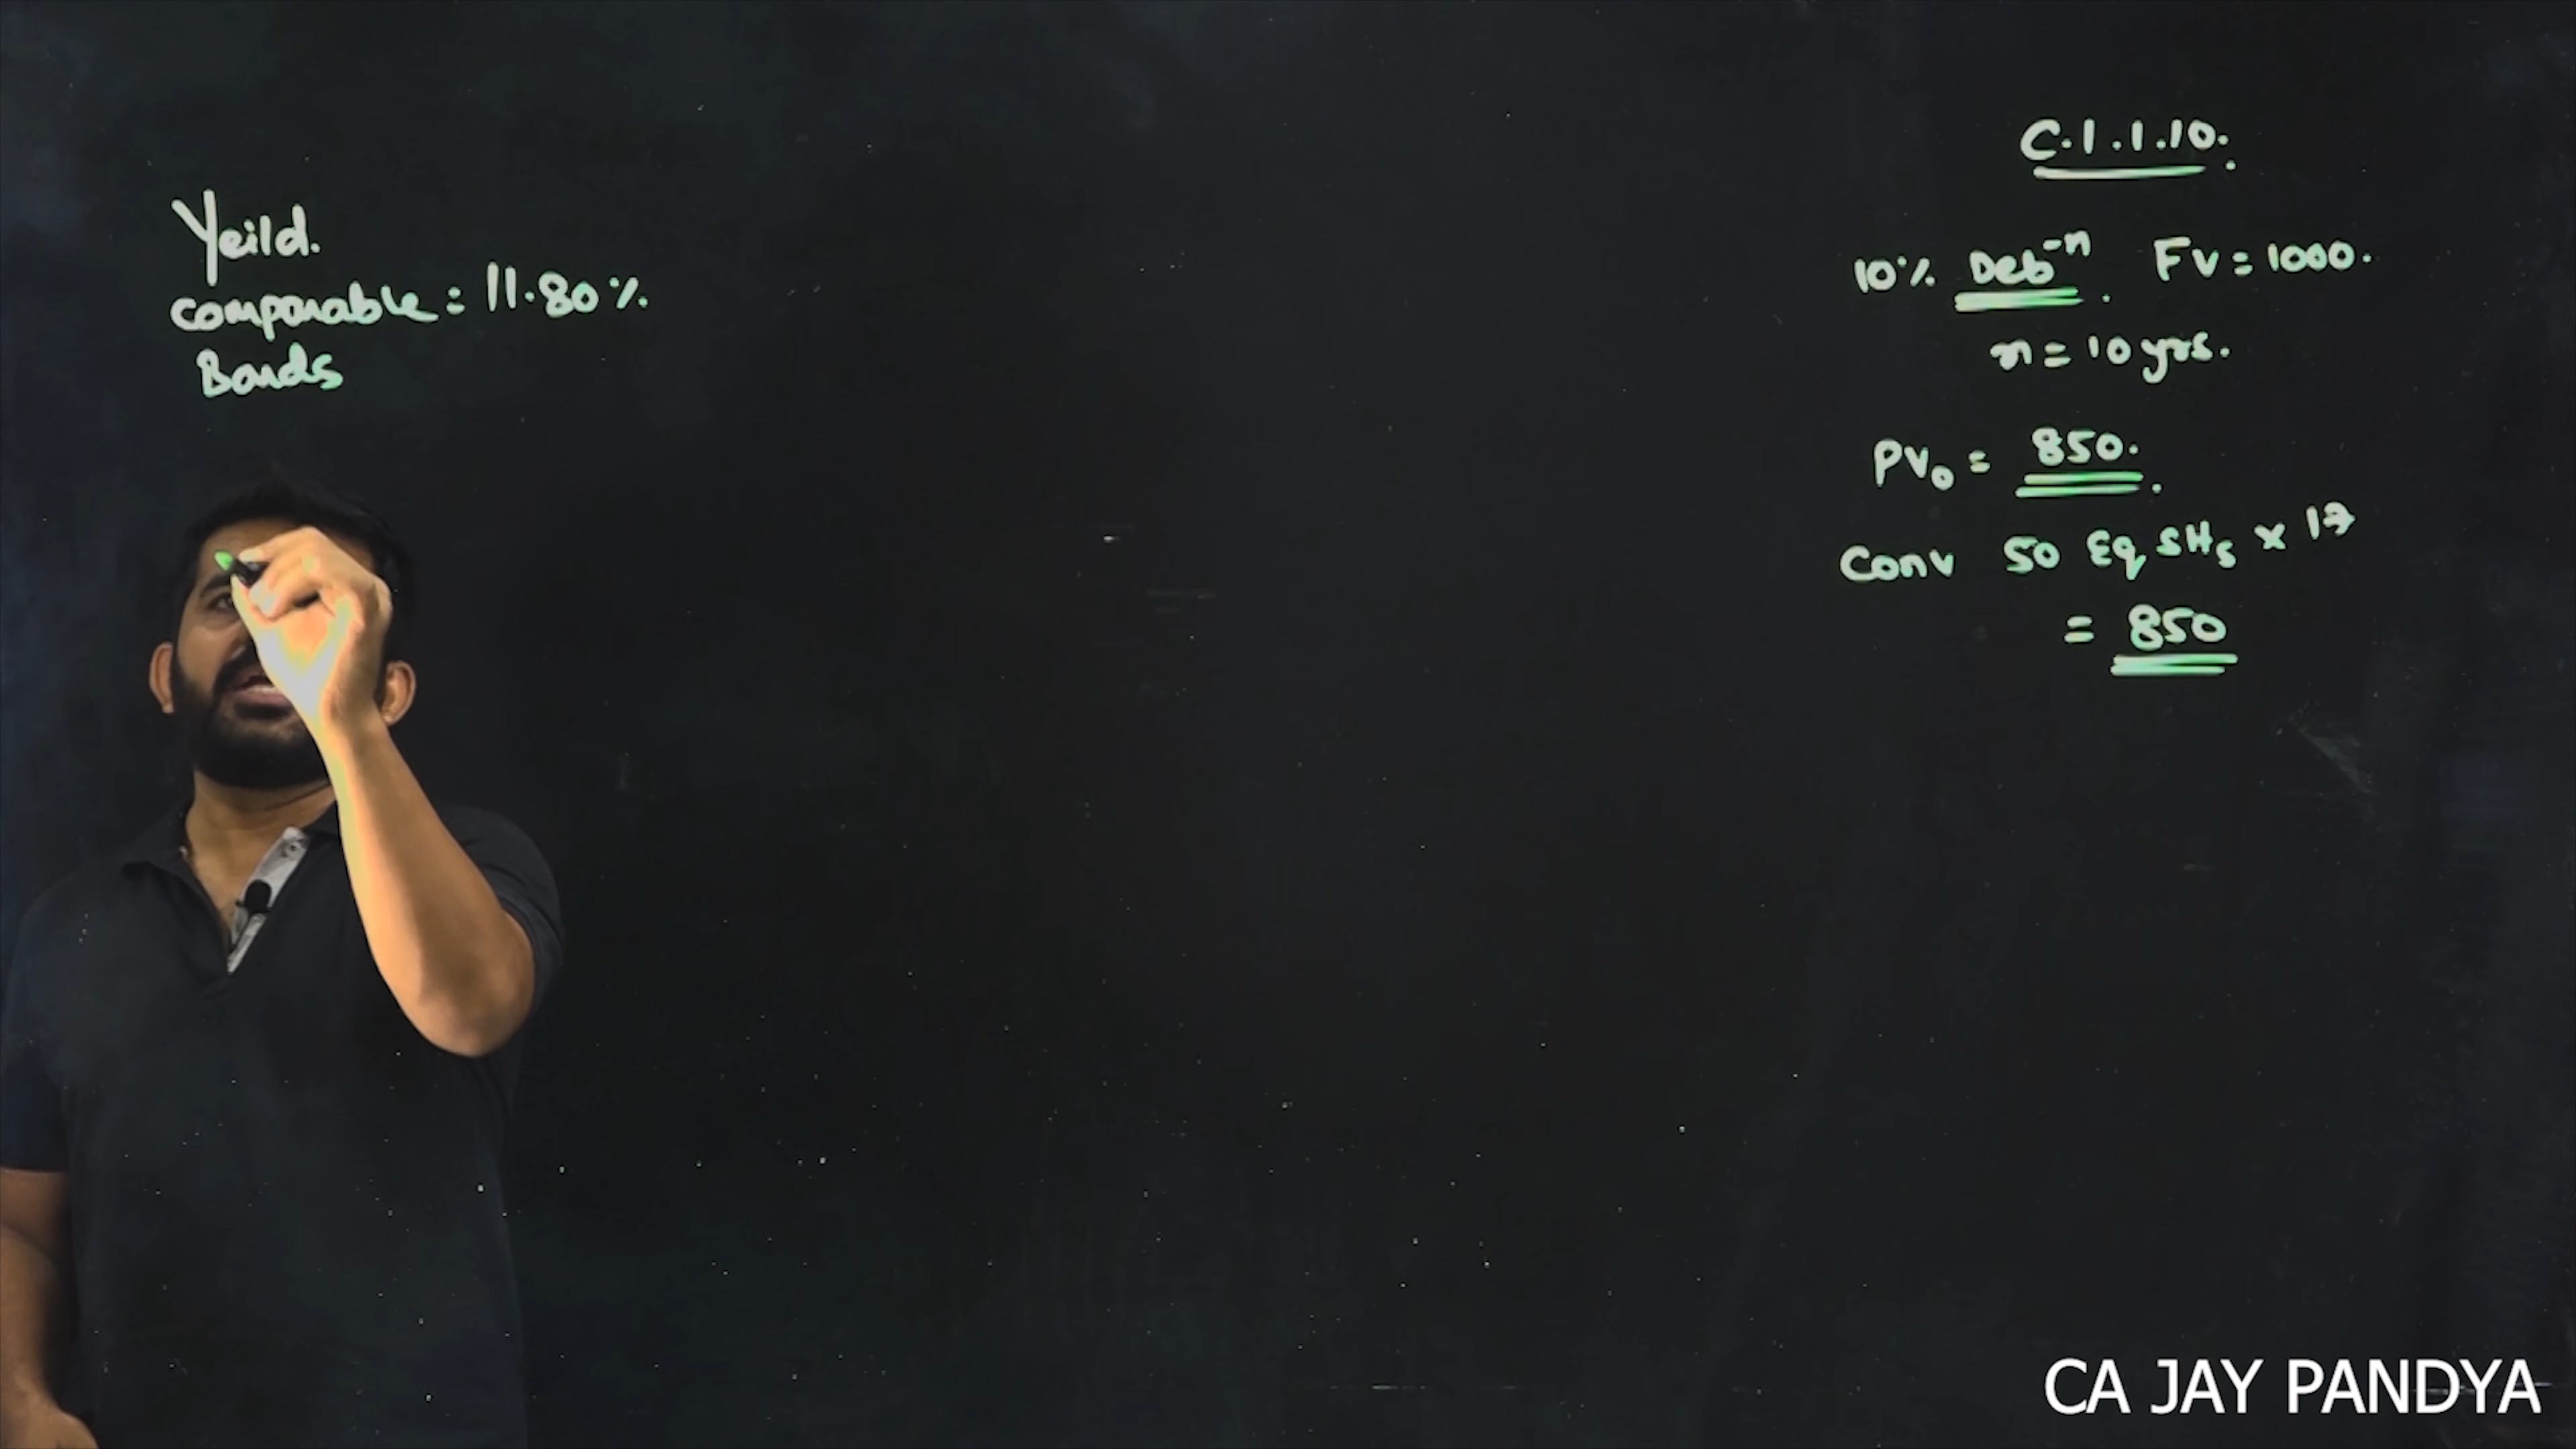 Yeild.
comparable = 11.80%.
Bonds
C.1.1.10.
10% Deb-n. FV = 1000.
n = 10 yrs.
PV0 = 850.
Conv 50 Eq SHs x 17
= 850
CA JAY PANDYA